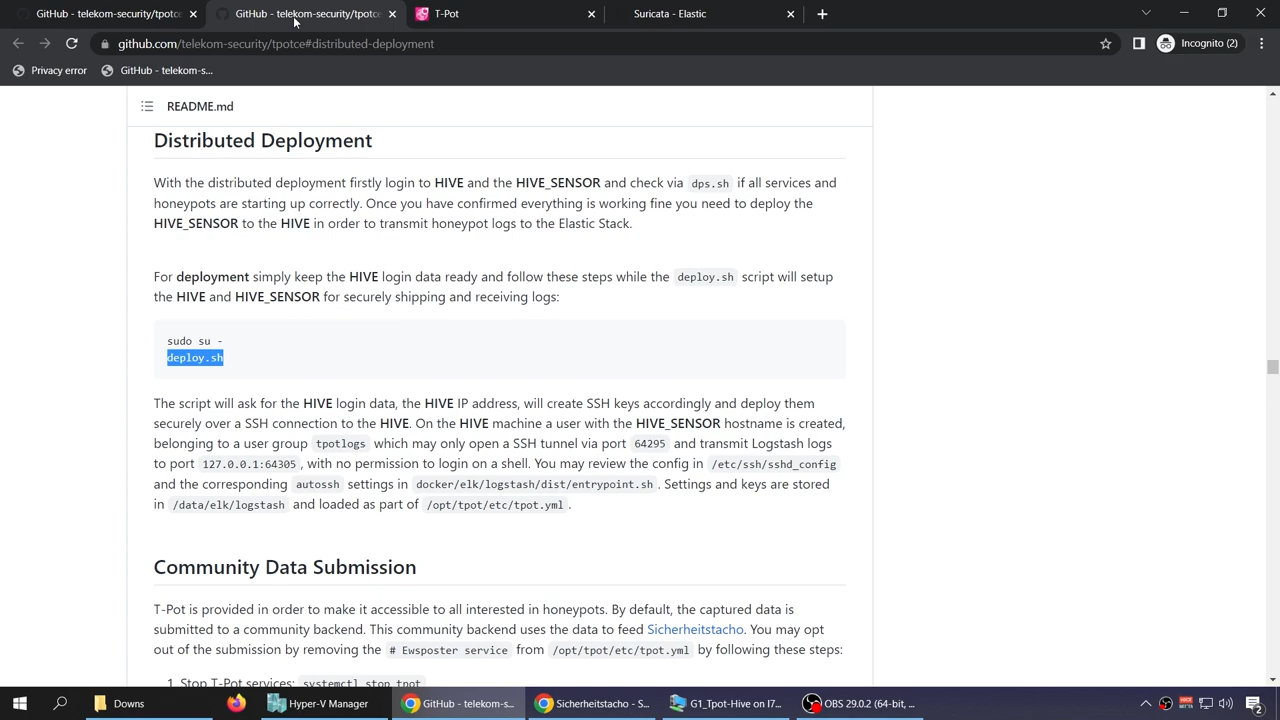 GitHub - telekom-security/tpotce
GitHub - telekom-security/tpotce
T-Pot
Suricata - Elastic
github.com/telekom-security/tpotce#distributed-deployment
Incognito (2)
Privacy error
GitHub - telekom-s...
README.md
Distributed Deployment
With the distributed deployment firstly login to HIVE and the HIVE_SENSOR and check via dps.sh if all services and
honeypots are starting up correctly. Once you have confirmed everything is working fine you need to deploy the
HIVE_SENSOR to the HIVE in order to transmit honeypot logs to the Elastic Stack.
For deployment simply keep the HIVE login data ready and follow these steps while the deploy.sh script will setup
the HIVE and HIVE_SENSOR for securely shipping and receiving logs:
sudo su -
deploy.sh
The script will ask for the HIVE login data, the HIVE IP address, will create SSH keys accordingly and deploy them
securely over a SSH connection to the HIVE. On the HIVE machine a user with the HIVE_SENSOR hostname is created,
belonging to a user group tpotlogs which may only open a SSH tunnel via port 64295 and transmit Logstash logs
to port 127.0.0.1:64305, with no permission to login on a shell. You may review the config in /etc/ssh/sshd_config
and the corresponding autossh settings in docker/elk/logstash/dist/entrypoint.sh. Settings and keys are stored
in /data/elk/logstash and loaded as part of /opt/tpot/etc/tpot.yml.
Community Data Submission
T-Pot is provided in order to make it accessible to all interested in honeypots. By default, the captured data is
submitted to a community backend. This community backend uses the data to feed Sicherheitstacho. You may opt
out of the submission by removing the # Ewsposter service from /opt/tpot/etc/tpot.yml by following these steps:
1. Stop T-Pot services: systemctl stop tpot
Downs
Hyper-V Manager
GitHub - telekom-s...
Sicherheitstacho - S...
G1_Tpot-Hive on I7...
OBS 29.0.2 (64-bit, ...
2